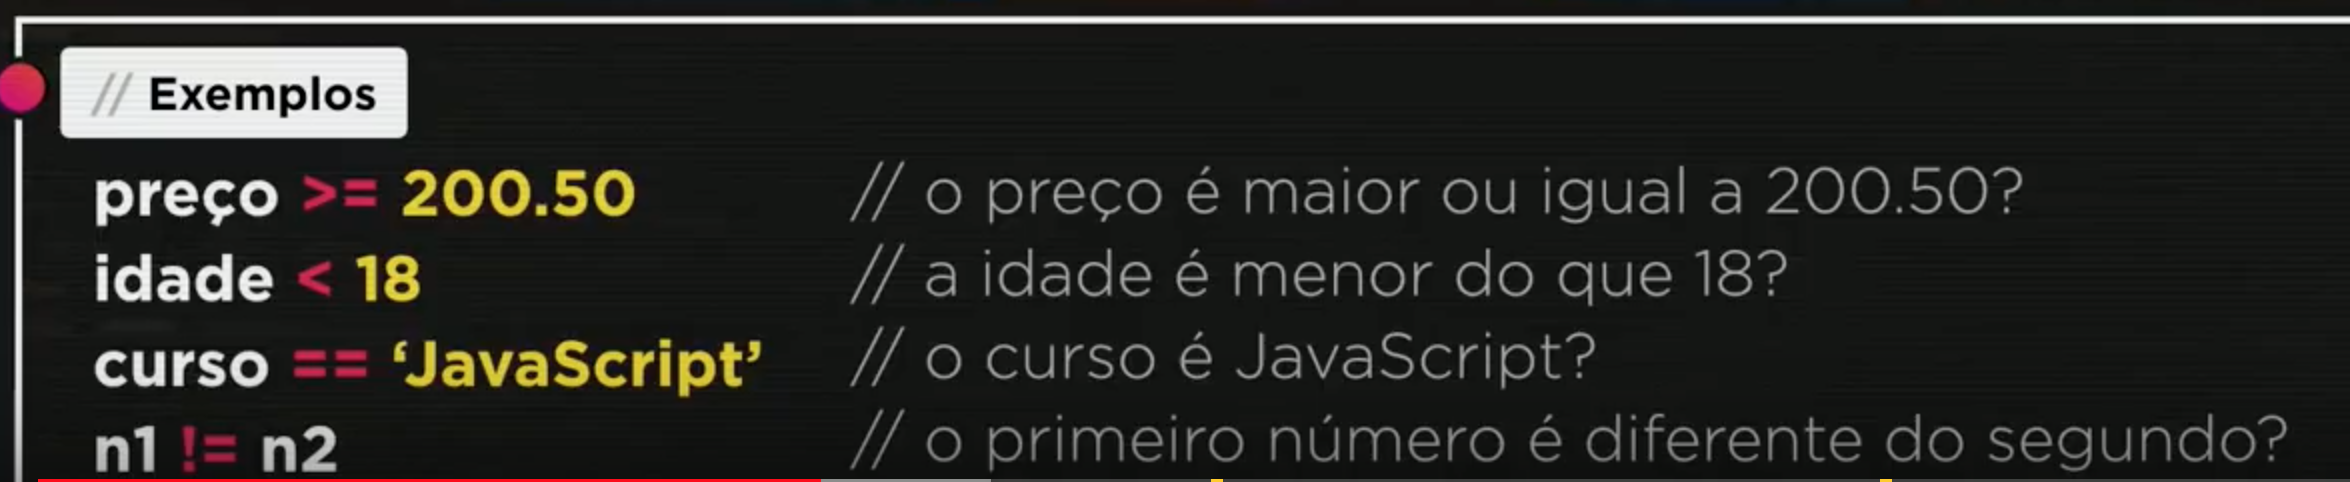 // Exemplos
preço >= 200.50 // o preço é maior ou igual a 200.50?
idade < 18 // a idade é menor do que 18?
curso == ‘JavaScript’ // o curso é JavaScript?
n1 != n2 // o primeiro número é diferente do segundo?